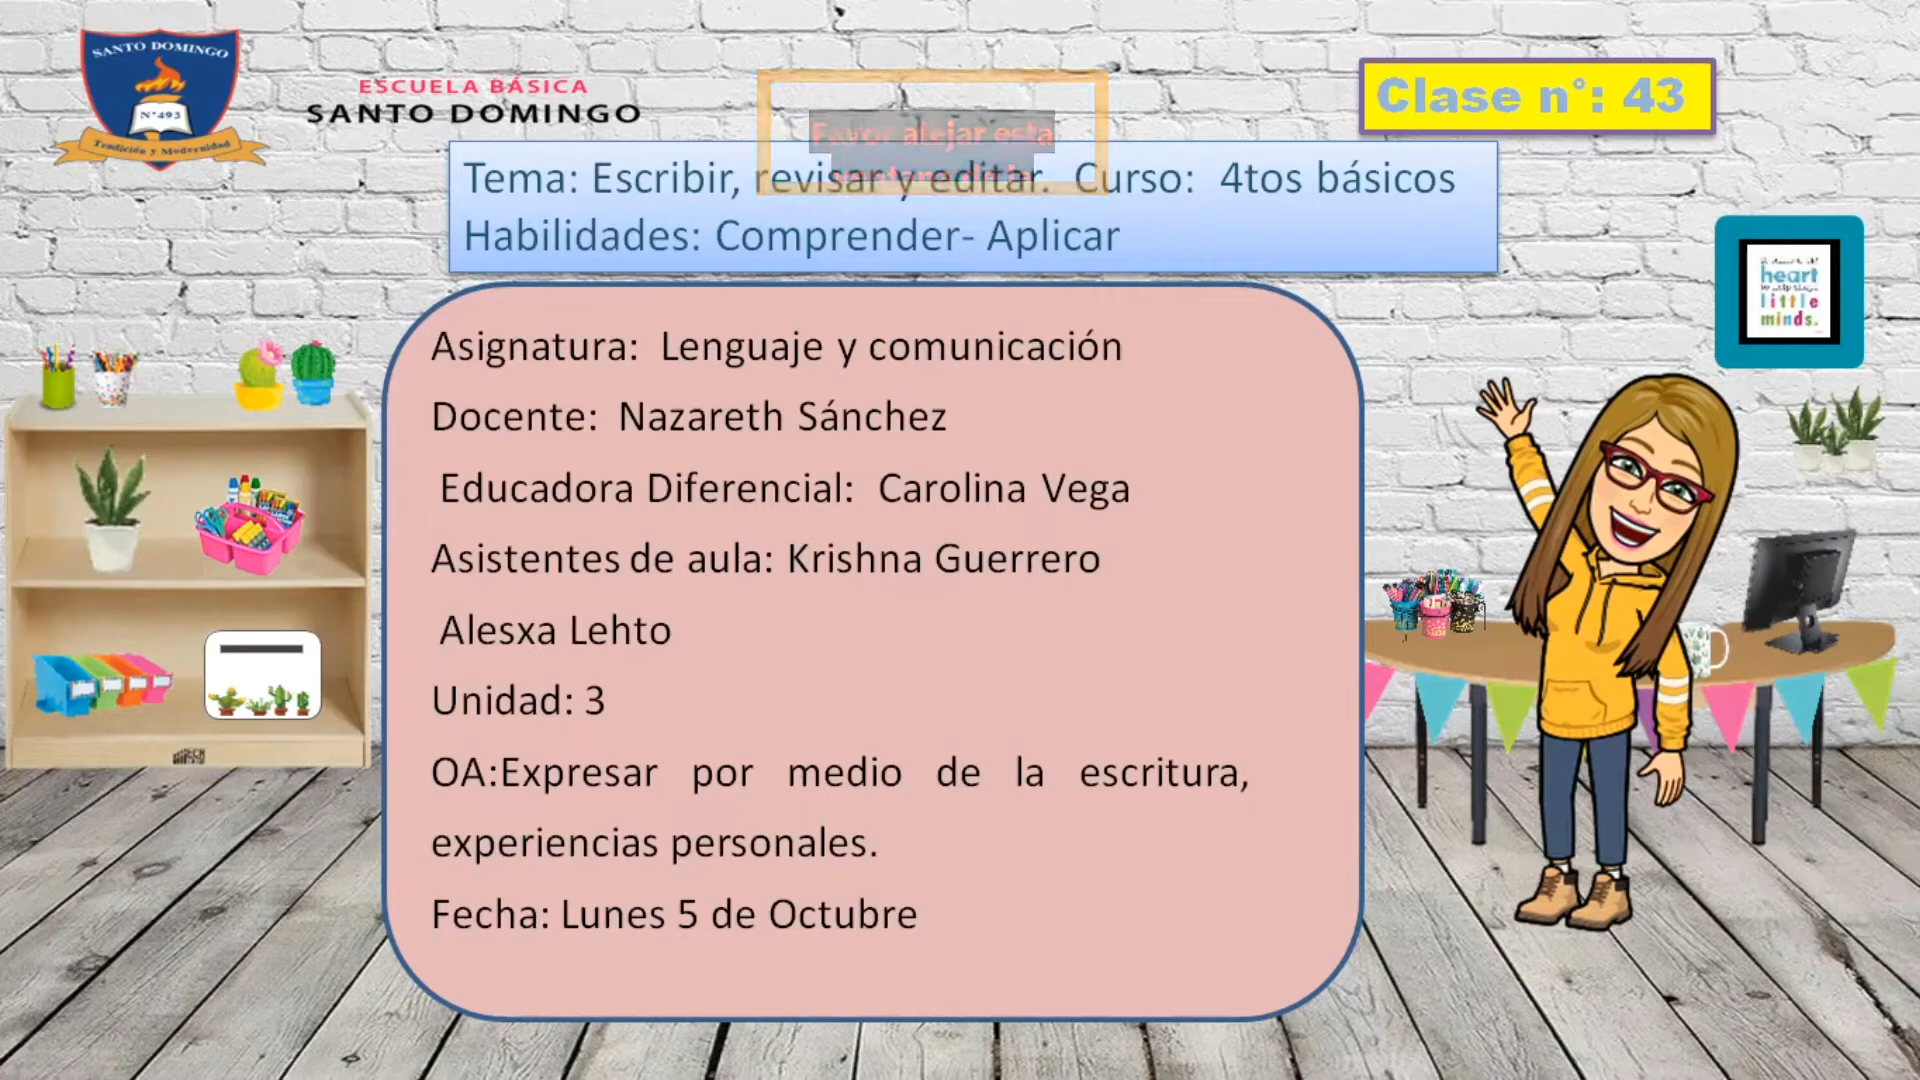 SANTO DOMINGO
N°493
Tradición y Modernidad
ESCUELA BÁSICA
SANTO DOMINGO
Clase n°: 43
Favor alejar esta
Tema: Escribir, revisar y editar. Curso: 4tos básicos
Habilidades: Comprender- Aplicar
heart
little
minds.
Asignatura: Lenguaje y comunicación
Docente: Nazareth Sánchez
Educadora Diferencial: Carolina Vega
Asistentes de aula: Krishna Guerrero
Alesxa Lehto
Unidad: 3
OA:Expresar por medio de la escritura,
experiencias personales.
Fecha: Lunes 5 de Octubre